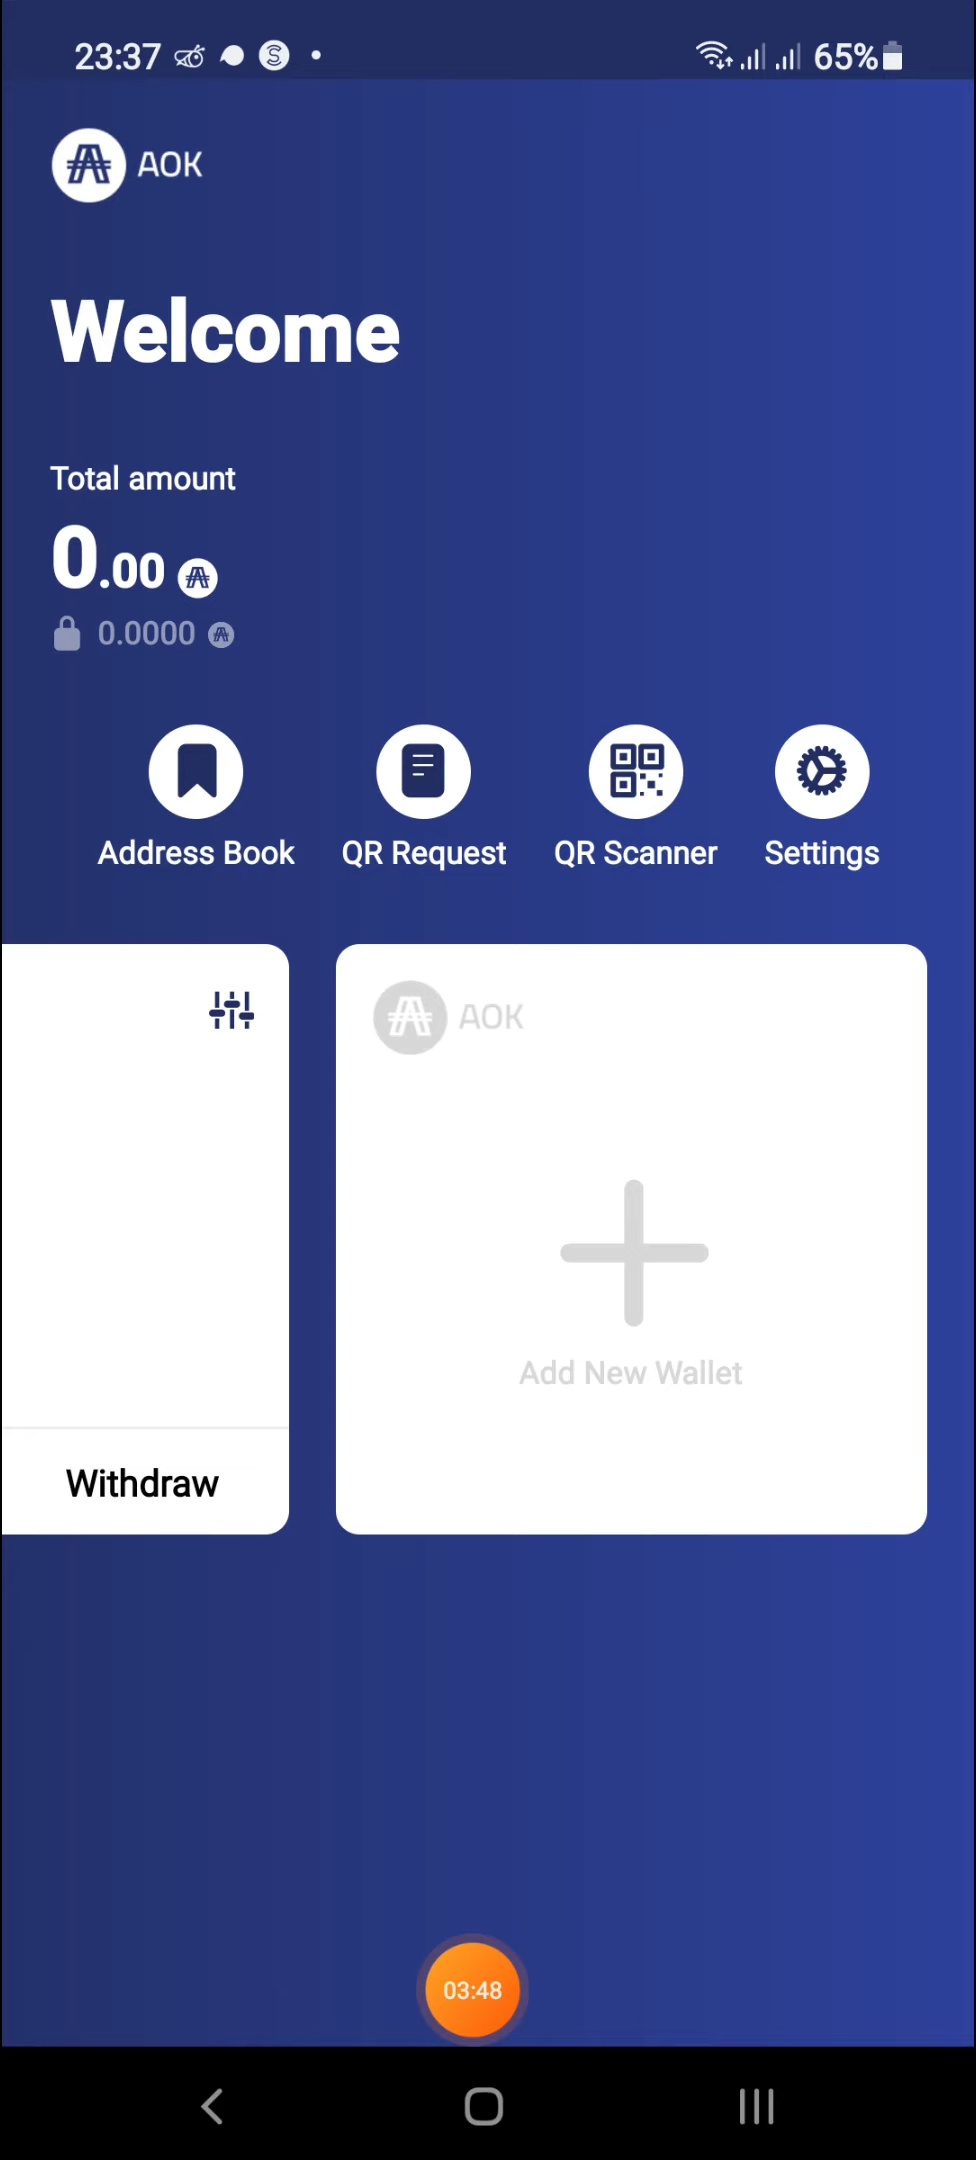 23:37
65%
AOK
Welcome
Total amount
0.00
0.0000
Address Book QR Request QR Scanner Settings
AOK
Add New Wallet
Withdraw
03:48